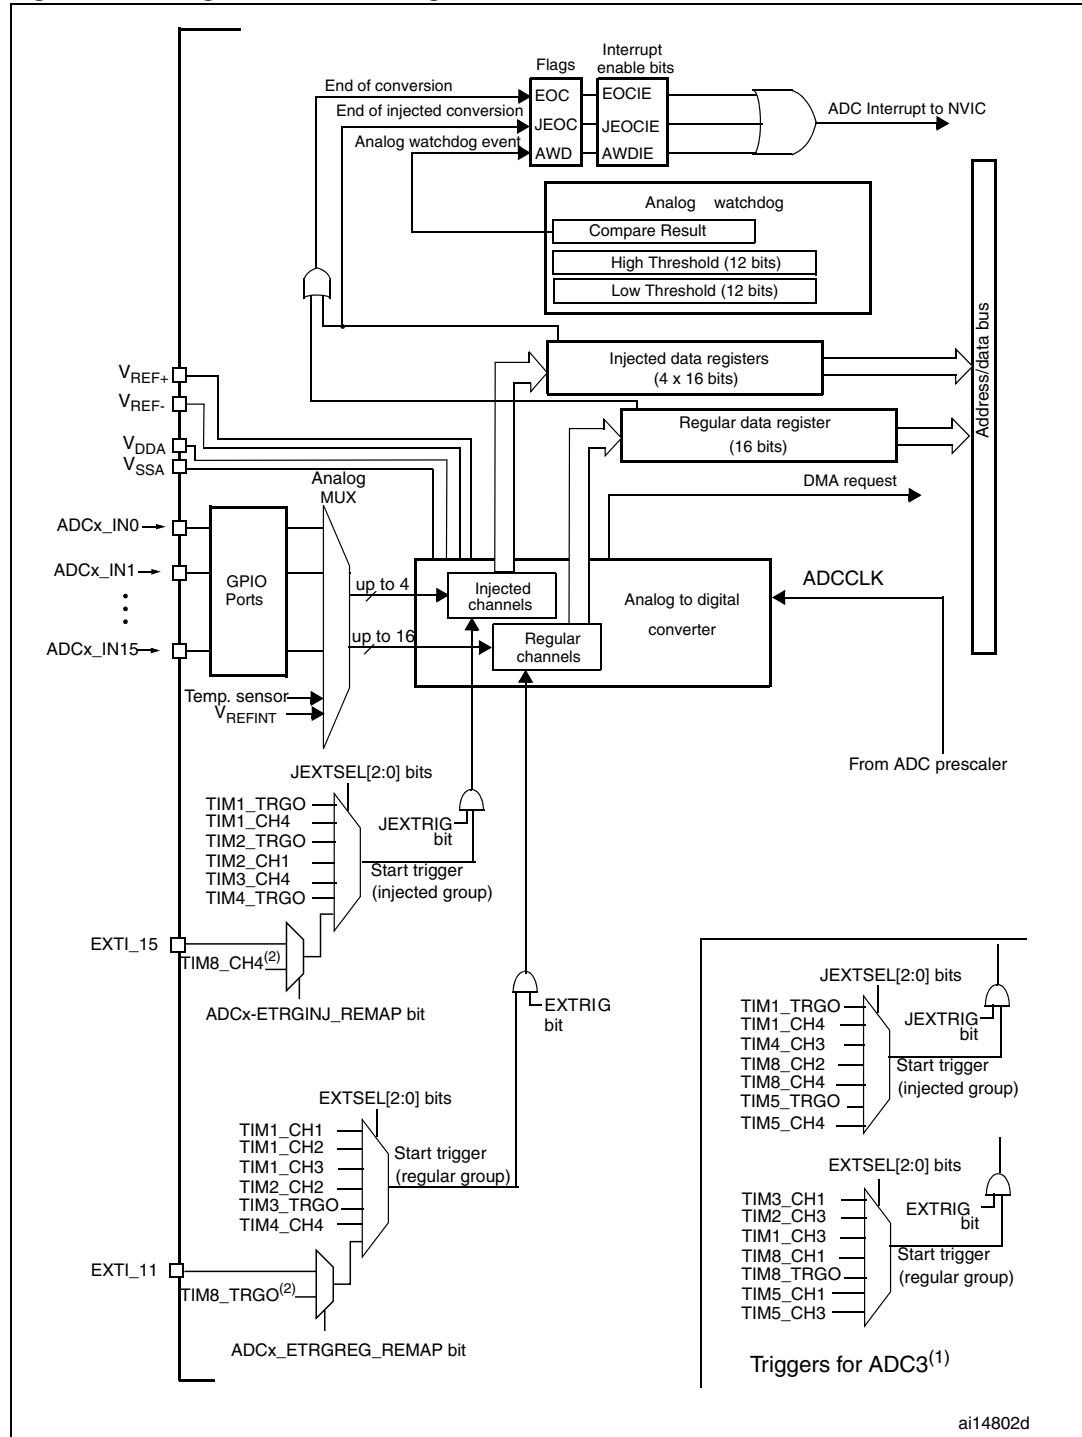 Flags
Interrupt
enable bits
End of conversion
EOC
EOCIE
End of injected conversion
JEOC
JEOCIE
Analog watchdog event
AWD
AWDIE
ADC Interrupt to NVIC
Analog watchdog
Compare Result
High Threshold (12 bits)
Low Threshold (12 bits)
Address/data bus
Injected data registers
(4 x 16 bits)
Regular data register
(16 bits)
DMA request
VREF+
VREF-
VDDA
VSSA
Analog
MUX
ADCx_IN0
ADCx_IN1
ADCx_IN15
GPIO
Ports
up to 4
up to 16
Injected
channels
Regular
channels
Analog to digital
converter
ADCCLK
Temp. sensor
VREFINT
From ADC prescaler
JEXTSEL[2:0] bits
TIM1_TRGO
TIM1_CH4
TIM2_TRGO
TIM2_CH1
TIM3_CH4
TIM4_TRGO
JEXTRIG
bit
Start trigger
(injected group)
EXTI_15
TIM8_CH4(2)
ADCx-ETRGINJ_REMAP bit
EXTRIG
bit
EXTSEL[2:0] bits
TIM1_CH1
TIM1_CH2
TIM1_CH3
TIM2_CH2
TIM3_TRGO
TIM4_CH4
Start trigger
(regular group)
EXTI_11
TIM8_TRGO(2)
ADCx_ETRGREG_REMAP bit
JEXTSEL[2:0] bits
TIM1_TRGO
TIM1_CH4
TIM4_CH3
TIM8_CH2
TIM8_CH4
TIM5_TRGO
TIM5_CH4
JEXTRIG
bit
Start trigger
(injected group)
EXTSEL[2:0] bits
TIM3_CH1
TIM2_CH3
TIM1_CH3
TIM8_CH1
TIM8_TRGO
TIM5_CH1
TIM5_CH3
EXTRIG
bit
Start trigger
(regular group)
Triggers for ADC3(1)
ai14802d